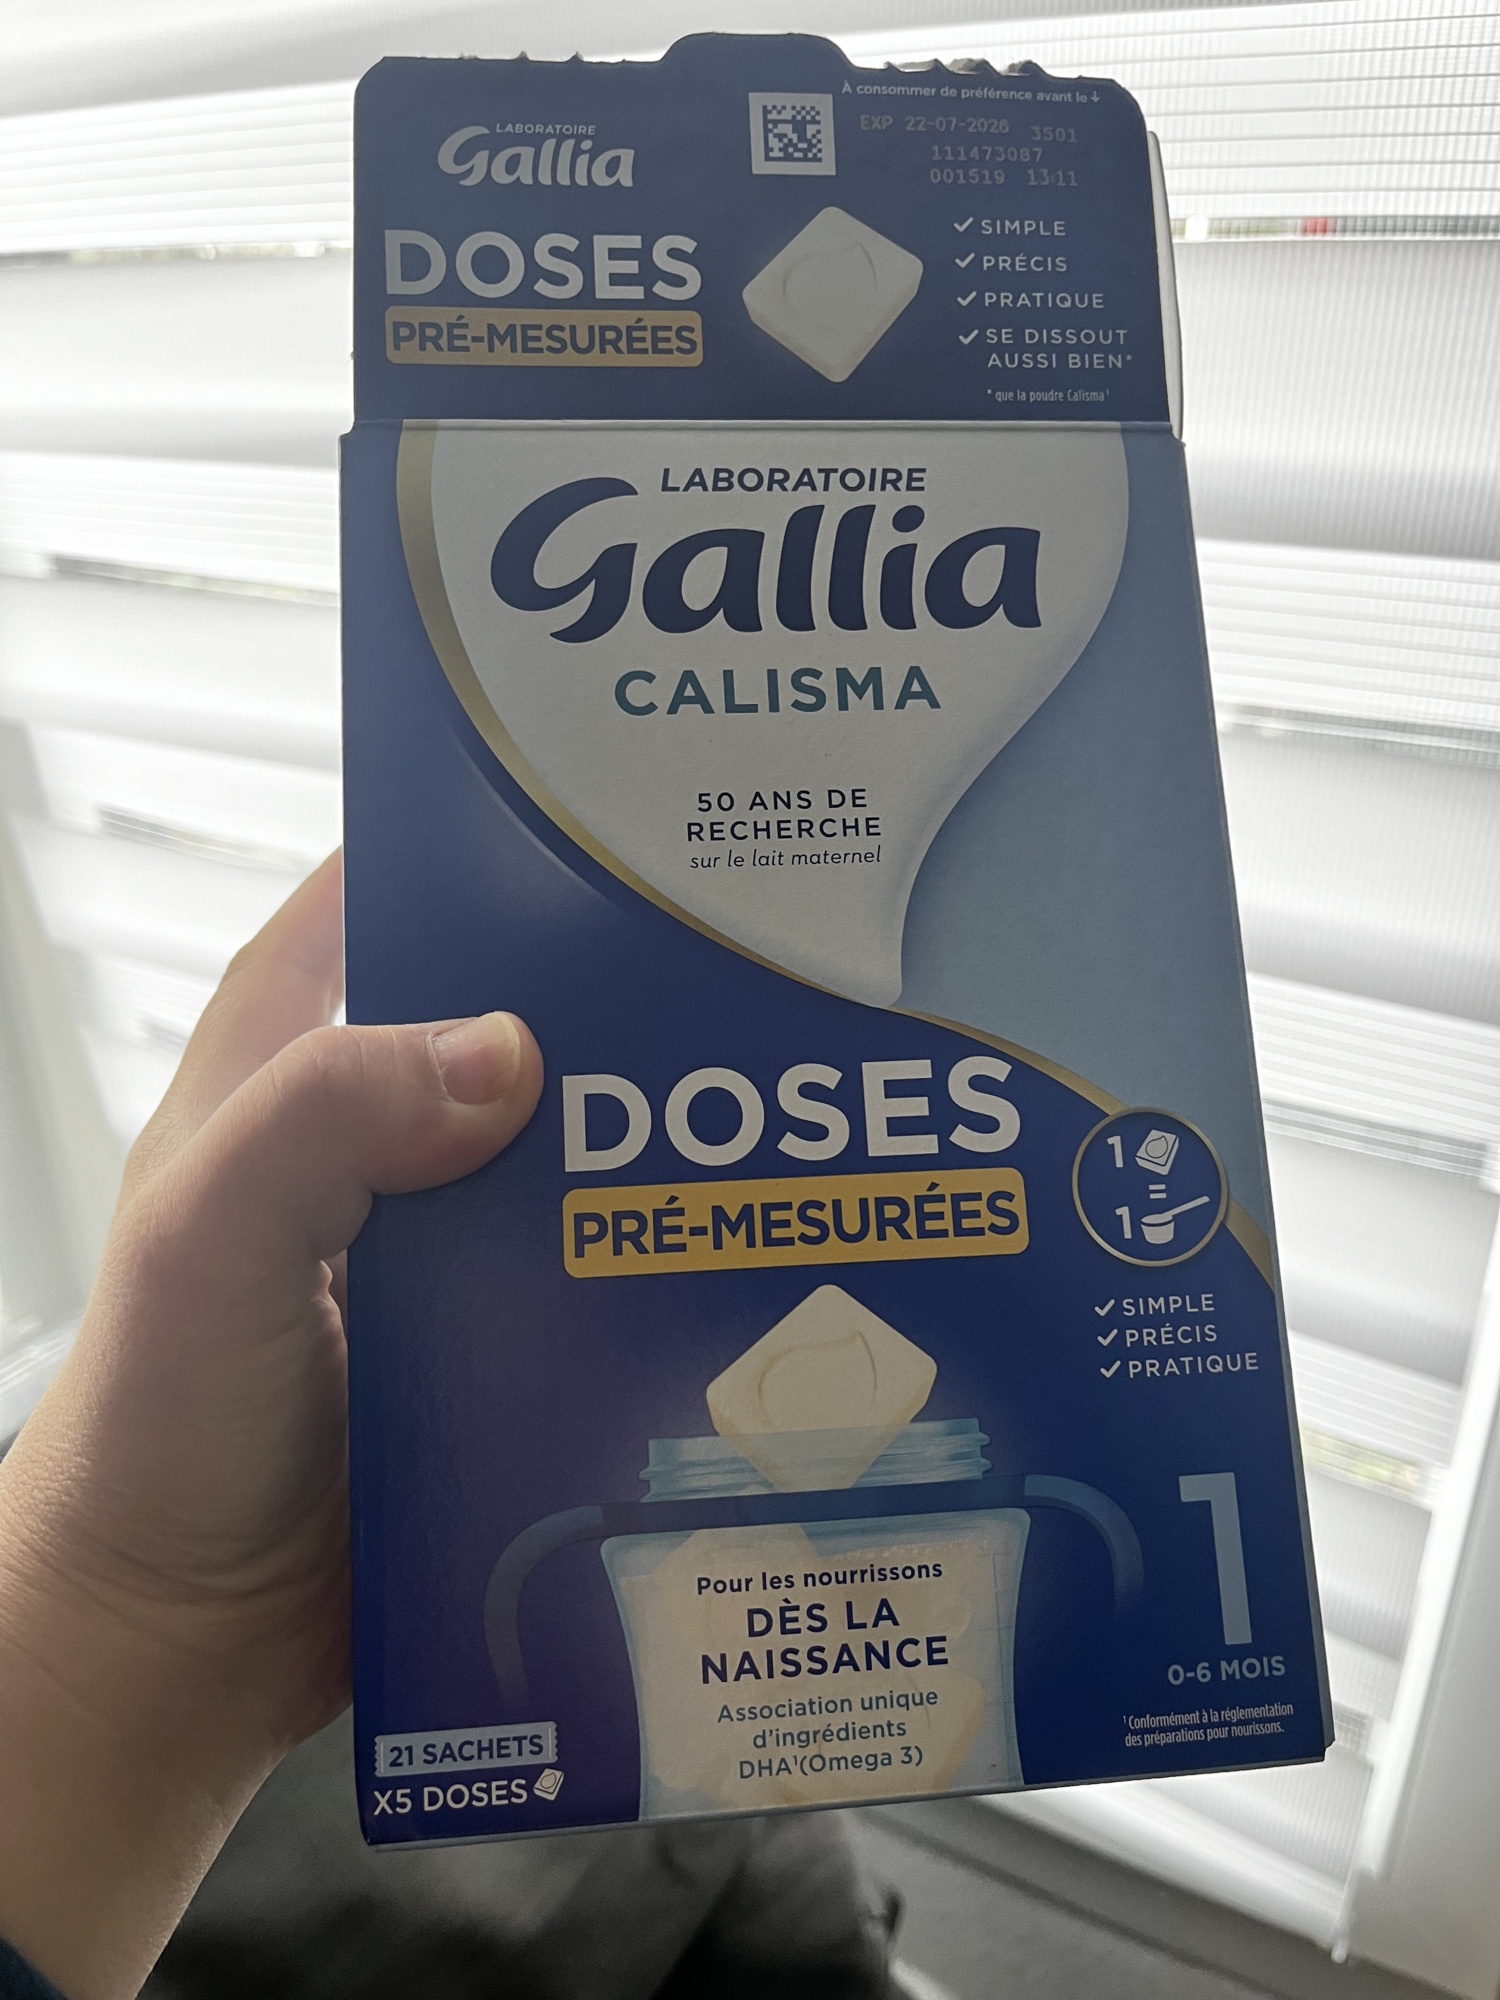 LABORATOIRE
Gallia
DOSES
PRÉ-MESURÉES
À consommer de préférence avant le ↓
EXP 22-07-2026 3501
111473087
001519 13:11
✓ SIMPLE
✓ PRÉCIS
✓ PRATIQUE
✓ SE DISSOUT
AUSSI BIEN*
* que la poudre Calisma¹
LABORATOIRE
Gallia
CALISMA
50 ANS DE
RECHERCHE
sur le lait maternel
DOSES
PRÉ-MESURÉES
1
=
1
✓ SIMPLE
✓ PRÉCIS
✓ PRATIQUE
Pour les nourrissons
DÈS LA
NAISSANCE
Association unique
d'ingrédients
DHA¹(Omega 3)
1
0-6 MOIS
¹ Conformément à la réglementation
des préparations pour nourissons.
21 SACHETS
X5 DOSES